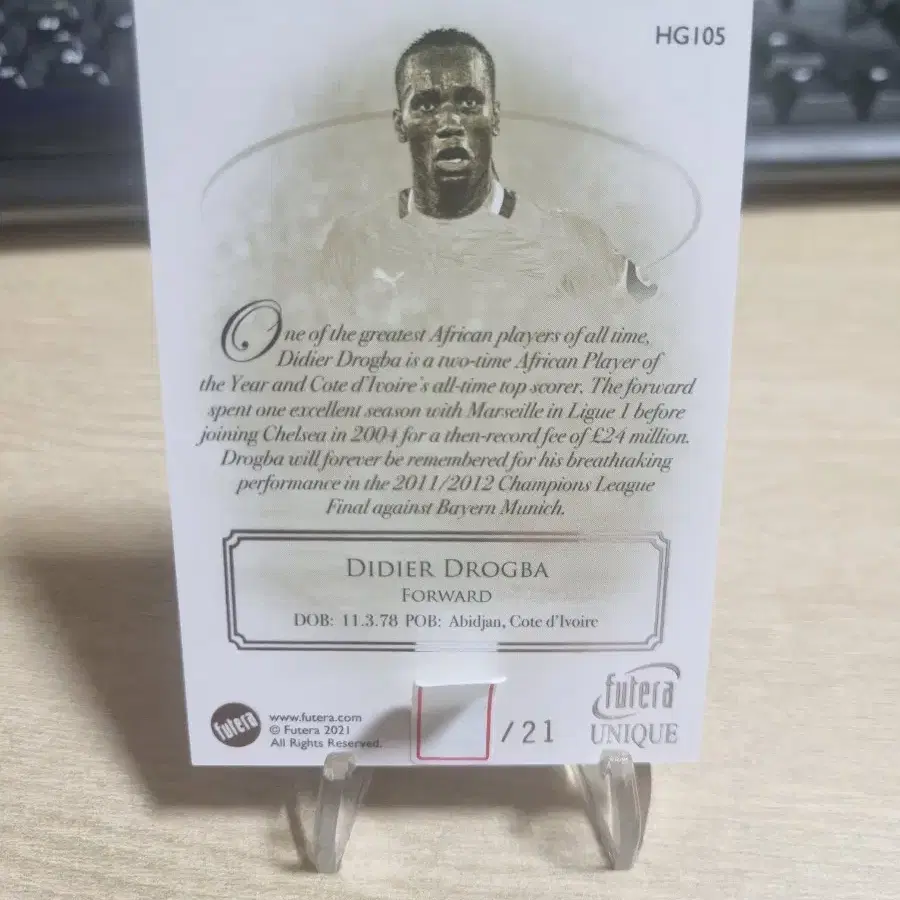 HG105
One of the greatest African players of all time,
Didier Drogba is a two-time African Player of
the Year and Cote d'Ivoire's all-time top scorer. The forward
spent one excellent season with Marseille in Ligue 1 before
joining Chelsea in 2004 for a then-record fee of £24 million.
Drogba will forever be remembered for his breathtaking
performance in the 2011/2012 Champions League
Final against Bayern Munich.
DIDIER DROGBA
FORWARD
DOB: 11.3.78 POB: Abidjan, Cote d'Ivoire
futera
www.futera.com
© Futera 2021
All Rights Reserved.
/21
futera
UNIQUE